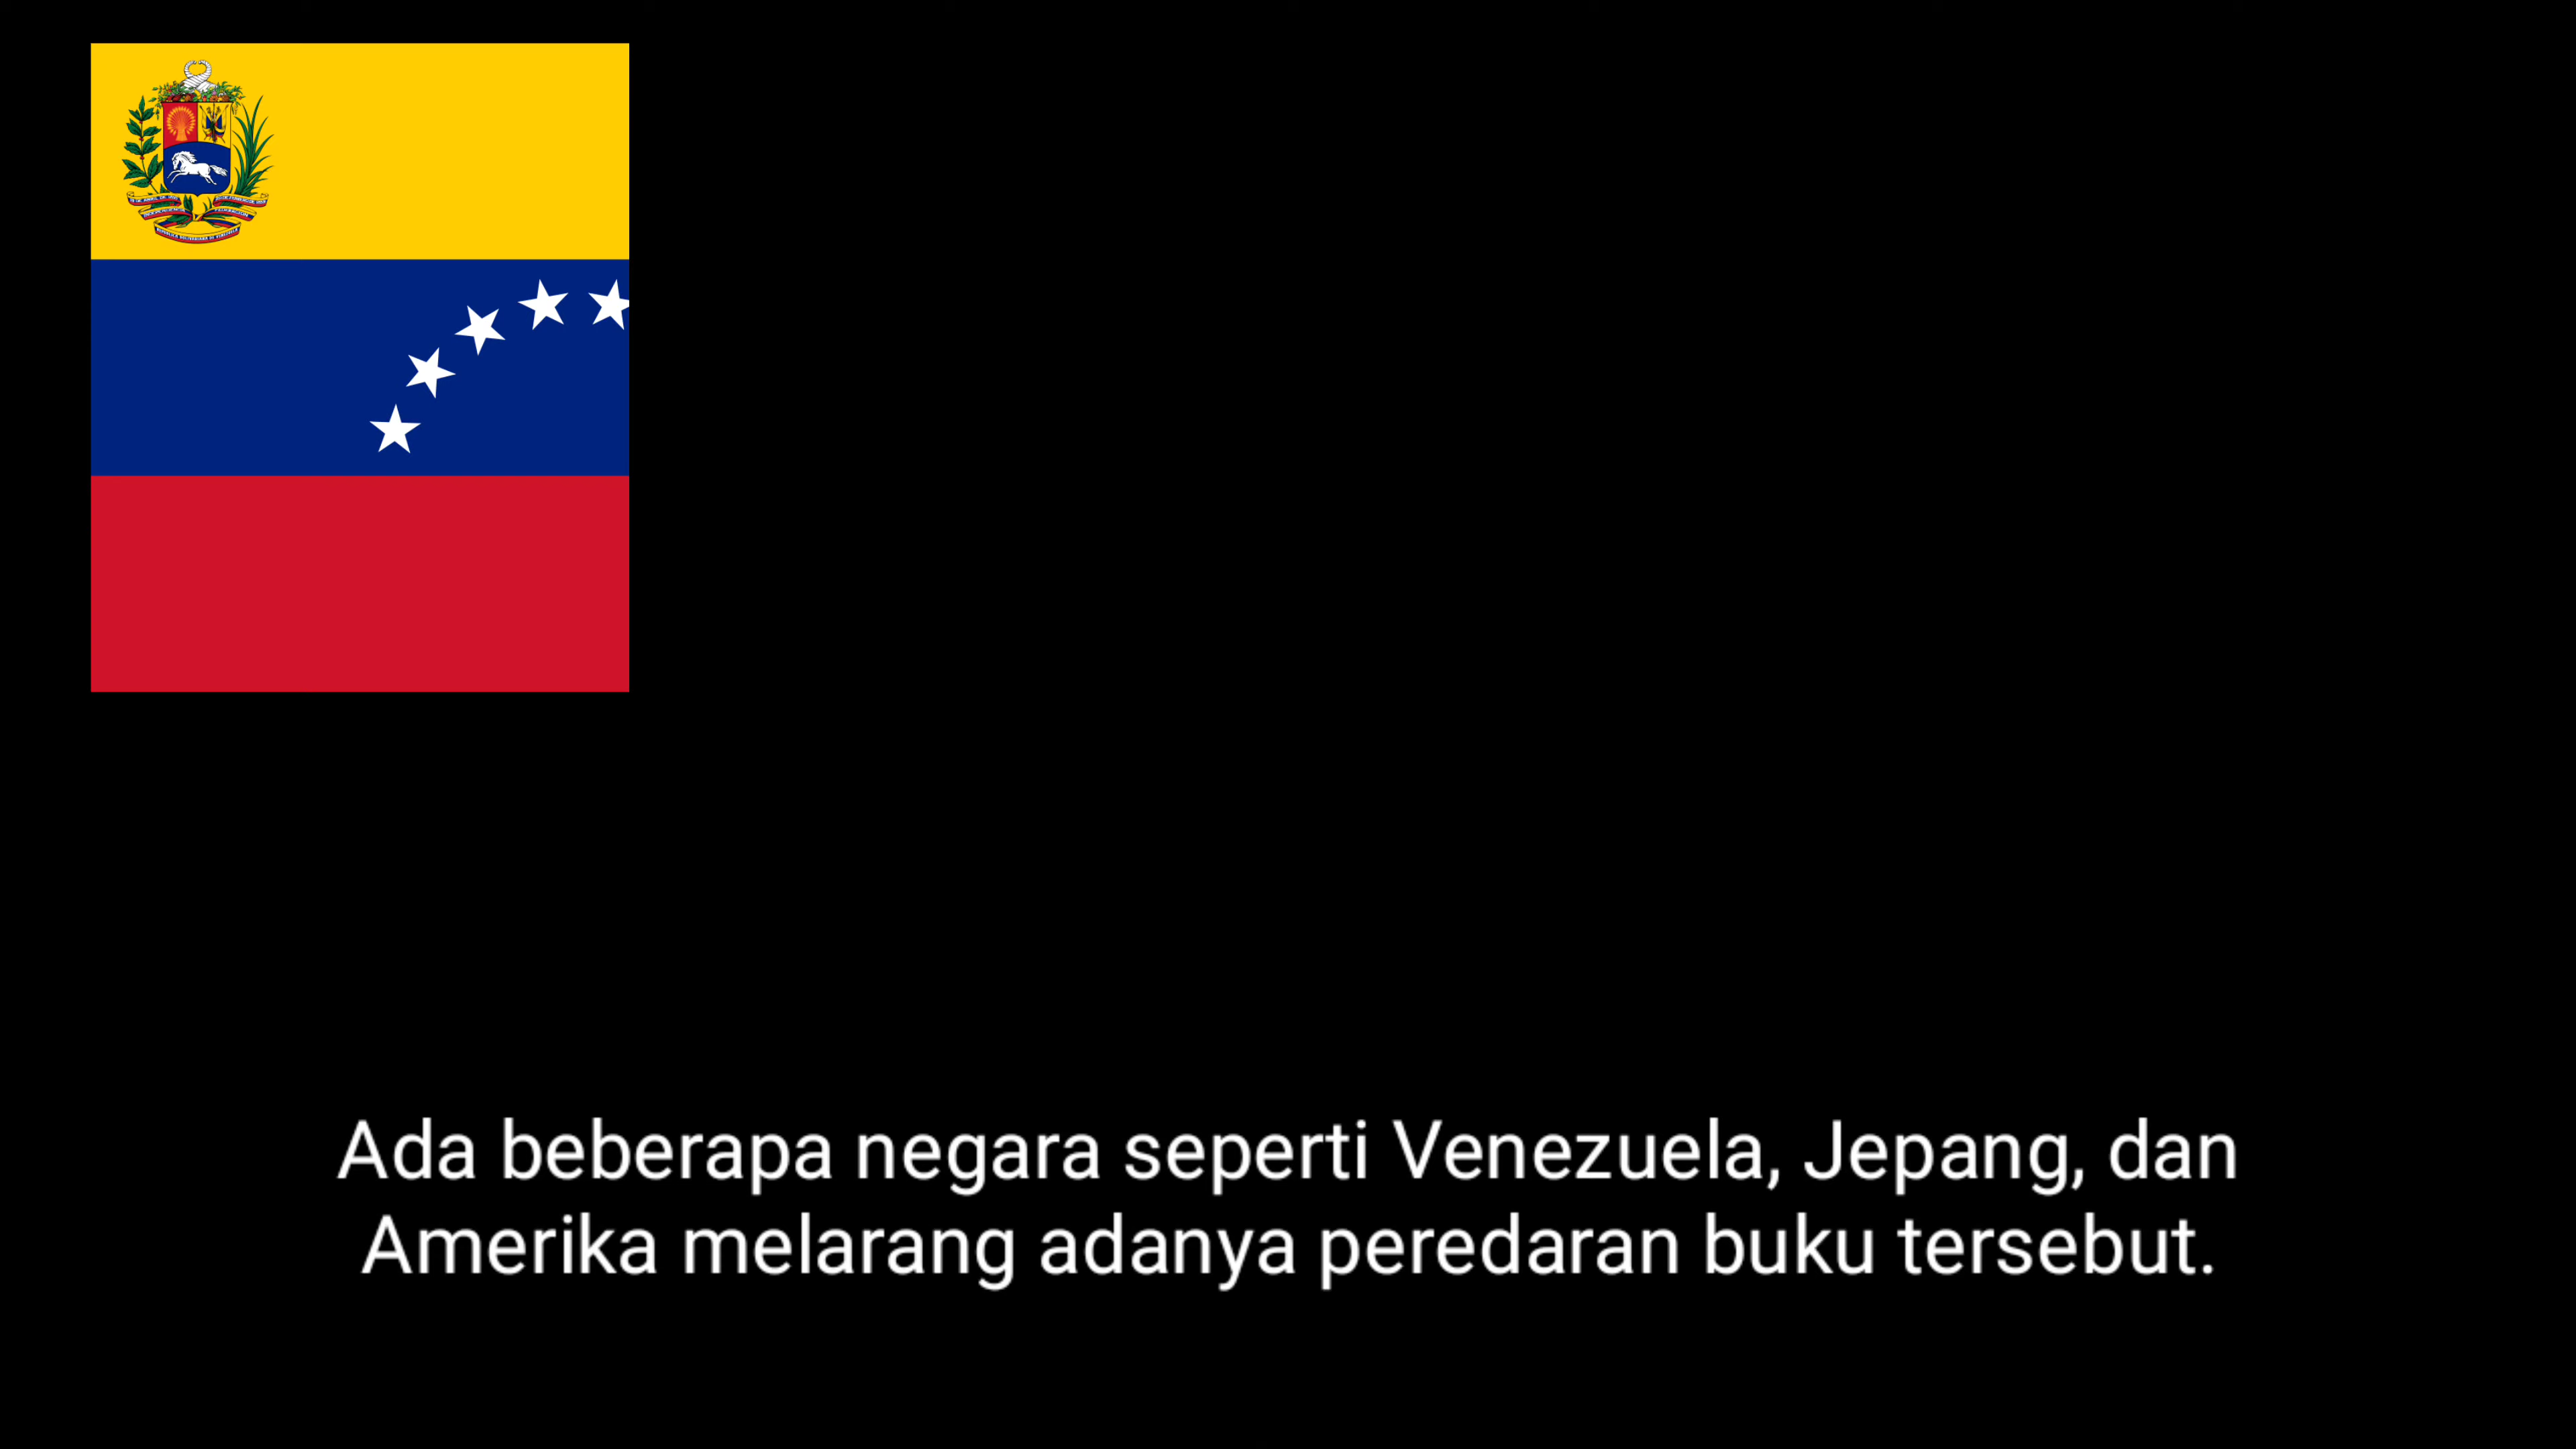 Ada beberapa negara seperti Venezuela, Jepang, dan
Amerika melarang adanya peredaran buku tersebut.